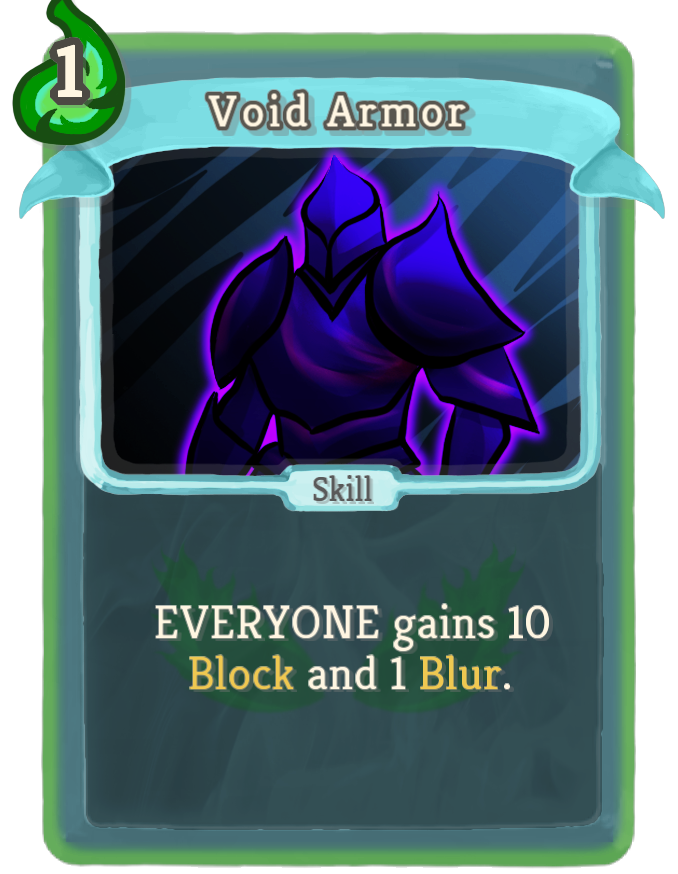 1
Void Armor
Skill
EVERYONE gains 10
Block and 1 Blur.